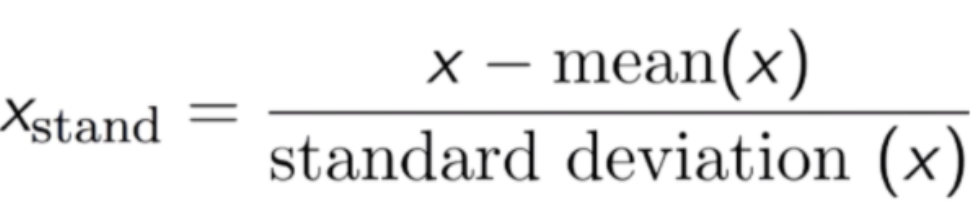 x_stand = x − mean(x)
standard deviation (x)